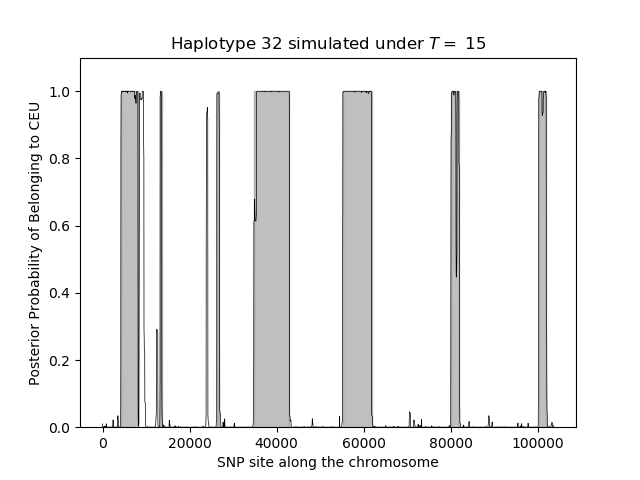 Haplotype 32 simulated under T = 15
Posterior Probability of Belonging to CEU
1.0
0.8
0.6
0.4
0.2
0.0
0 20000 40000 60000 80000 100000
SNP site along the chromosome